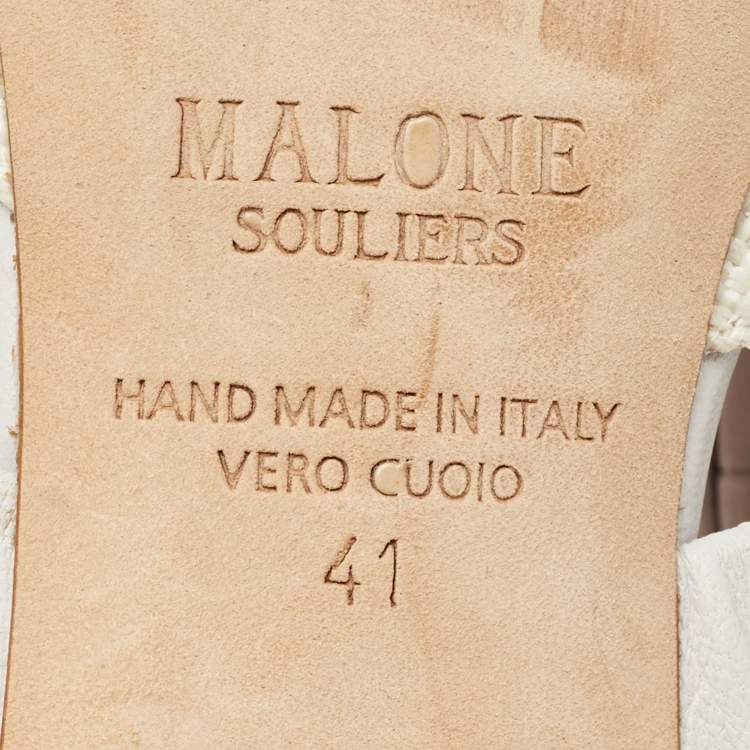 MALONE
SOULIERS
HAND MADE IN ITALY
VERO CUOIO
41